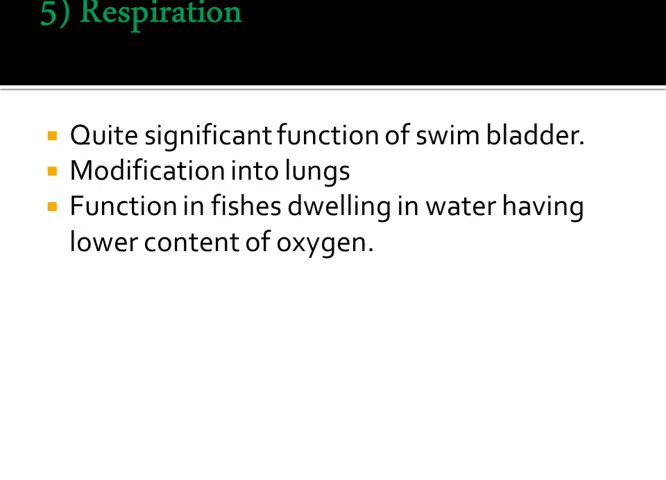 5) Respiration
Quite significant function of swim bladder.
Modification into lungs
Function in fishes dwelling in water having
lower content of oxygen.